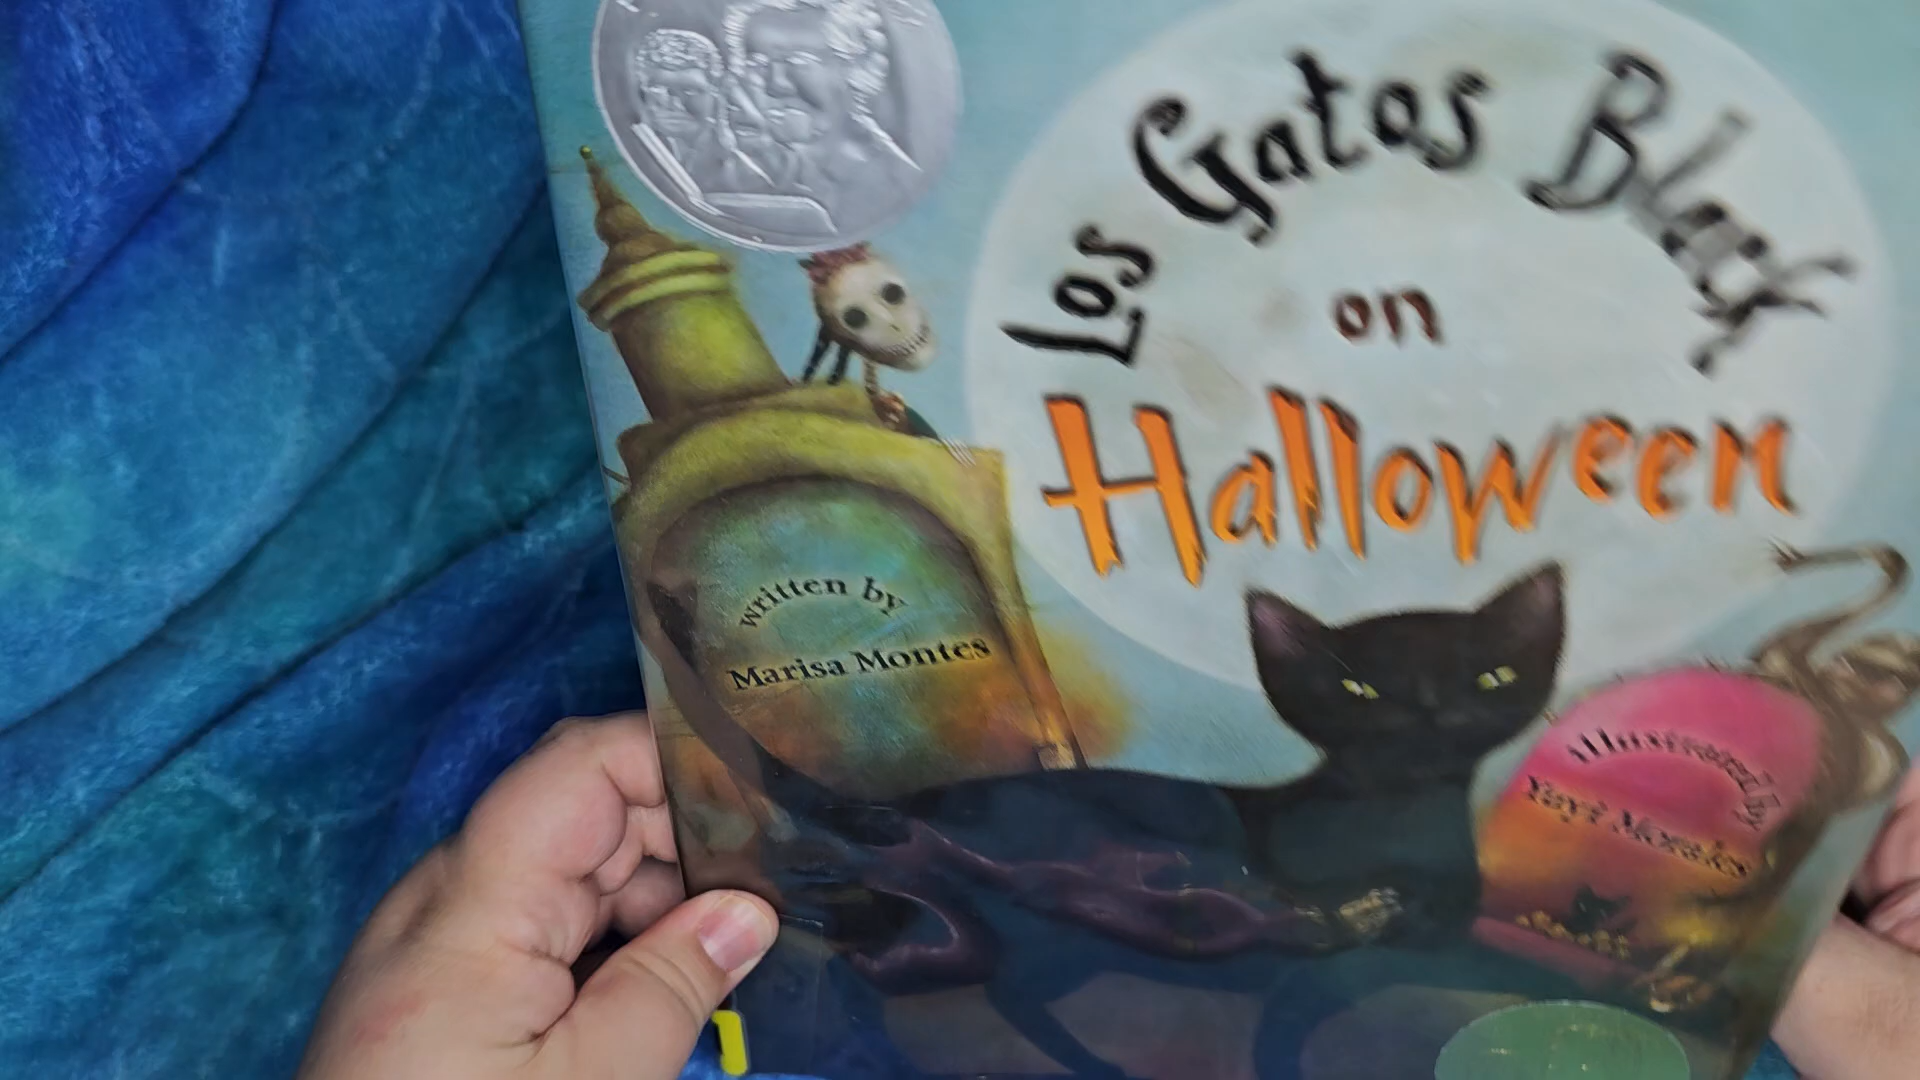 Los Gatos Black
on
Halloween
written by
Marisa Montes
illustrated by
Yuyi Morales